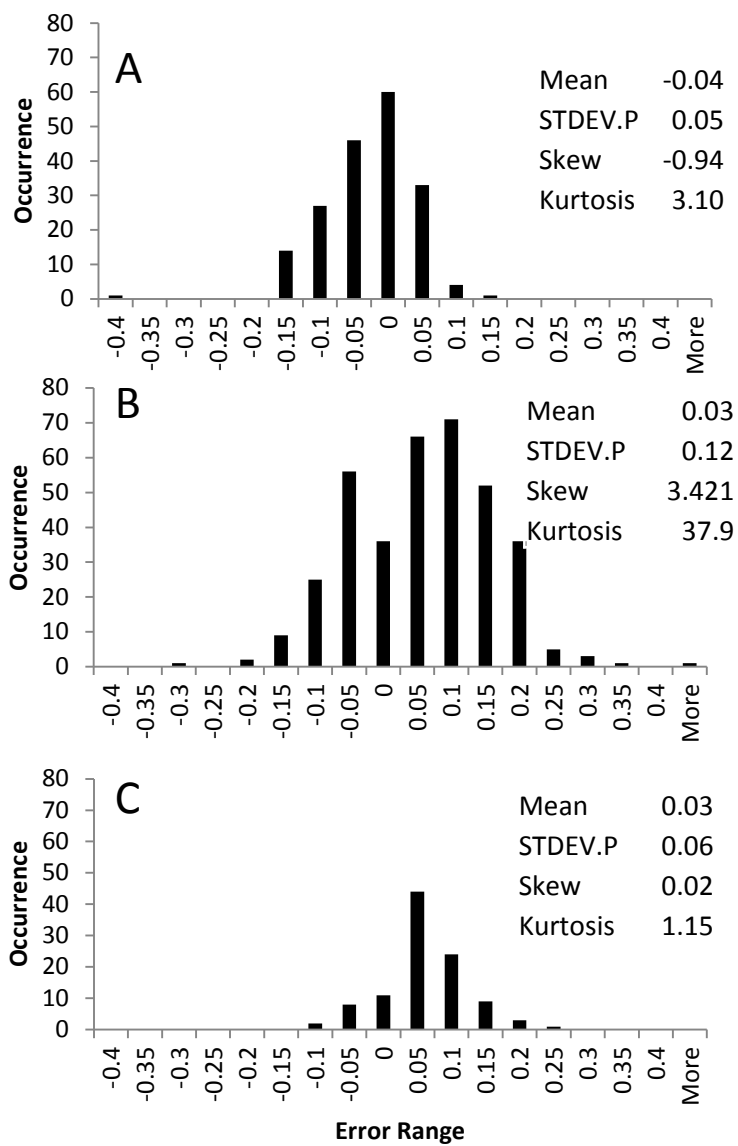 80
70
60
50
40
30
20
10
0
Occurrence
A
Mean -0.04
STDEV.P 0.05
Skew -0.94
Kurtosis 3.10
-0.4 -0.35 -0.3 -0.25 -0.2 -0.15 -0.1 -0.05 0 0.05 0.1 0.15 0.2 0.25 0.3 0.35 0.4 More
80
70
60
50
40
30
20
10
0
Occurrence
B
Mean 0.03
STDEV.P 0.12
Skew 3.421
Kurtosis 37.9
-0.4 -0.35 -0.3 -0.25 -0.2 -0.15 -0.1 -0.05 0 0.05 0.1 0.15 0.2 0.25 0.3 0.35 0.4 More
80
70
60
50
40
30
20
10
0
Occurrence
C
Mean 0.03
STDEV.P 0.06
Skew 0.02
Kurtosis 1.15
-0.4 -0.35 -0.3 -0.25 -0.2 -0.15 -0.1 -0.05 0 0.05 0.1 0.15 0.2 0.25 0.3 0.35 0.4 More
Error Range